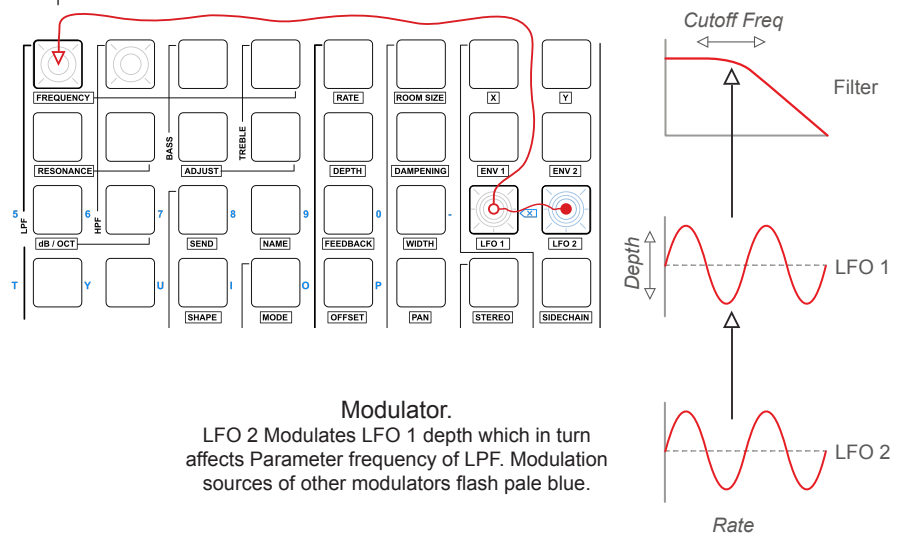 Cutoff Freq
Filter
FREQUENCY
RATE
ROOM SIZE
X
Y
BASS
TREBLE
RESONANCE
ADJUST
DEPTH
DAMPENING
ENV 1
ENV 2
5
LPF
6
HPF
7
8
9
0
-
X
dB / OCT
SEND
NAME
FEEDBACK
WIDTH
LFO 1
LFO 2
Depth
LFO 1
T
Y
U
I
O
P
SHAPE
MODE
OFFSET
PAN
STEREO
SIDECHAIN
Modulator.
LFO 2 Modulates LFO 1 depth which in turn
affects Parameter frequency of LPF. Modulation
sources of other modulators flash pale blue.
LFO 2
Rate